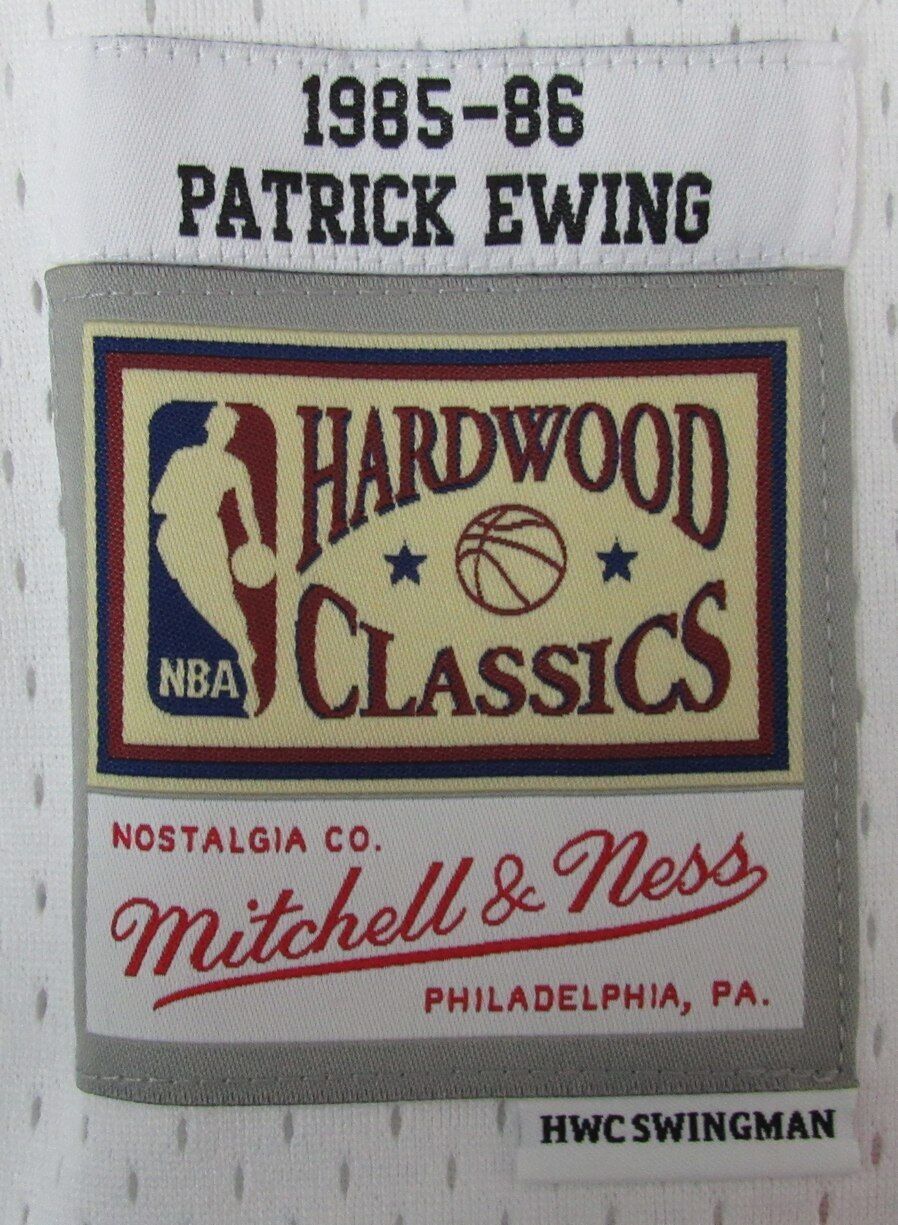 1985-86
PATRICK EWING
HARDWOOD
CLASSICS
NBA
NOSTALGIA CO.
Mitchell & Ness
PHILADELPHIA, PA.
HWC SWINGMAN